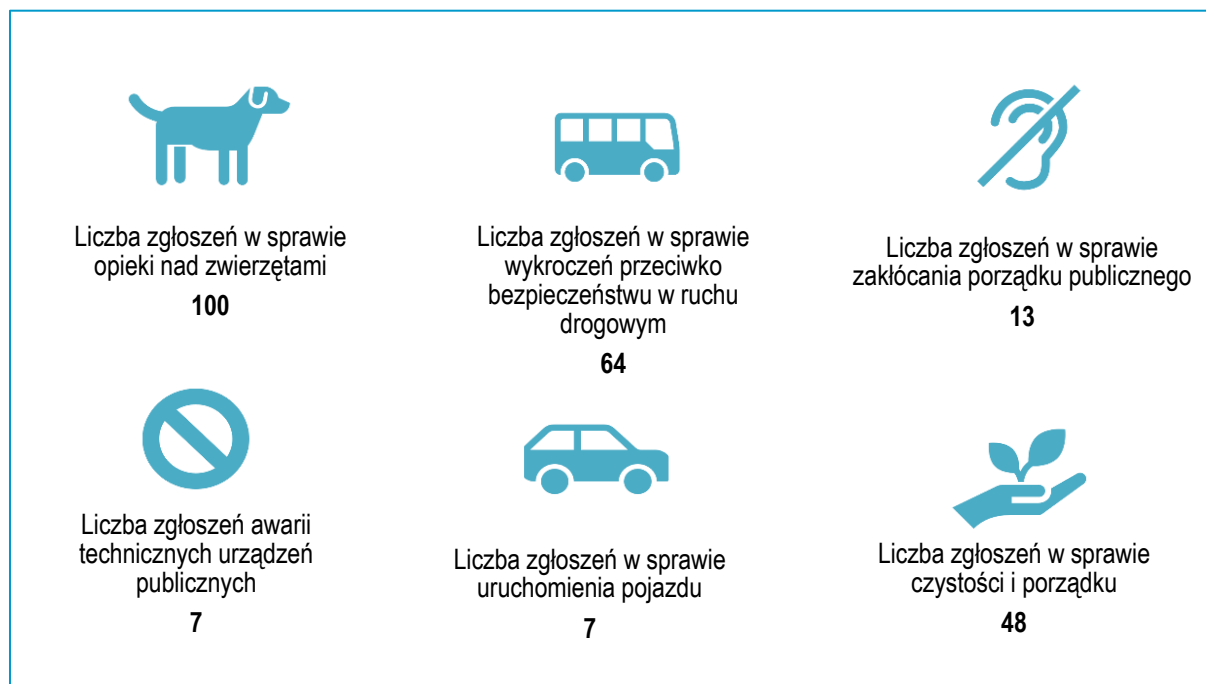 Liczba zgłoszeń w sprawie
opieki nad zwierzętami
100
Liczba zgłoszeń w sprawie
wykroczeń przeciwko
bezpieczeństwu w ruchu
drogowym
64
Liczba zgłoszeń w sprawie
zakłócania porządku publicznego
13
Liczba zgłoszeń awarii
technicznych urządzeń
publicznych
7
Liczba zgłoszeń w sprawie
uruchomienia pojazdu
7
Liczba zgłoszeń w sprawie
czystości i porządku
48